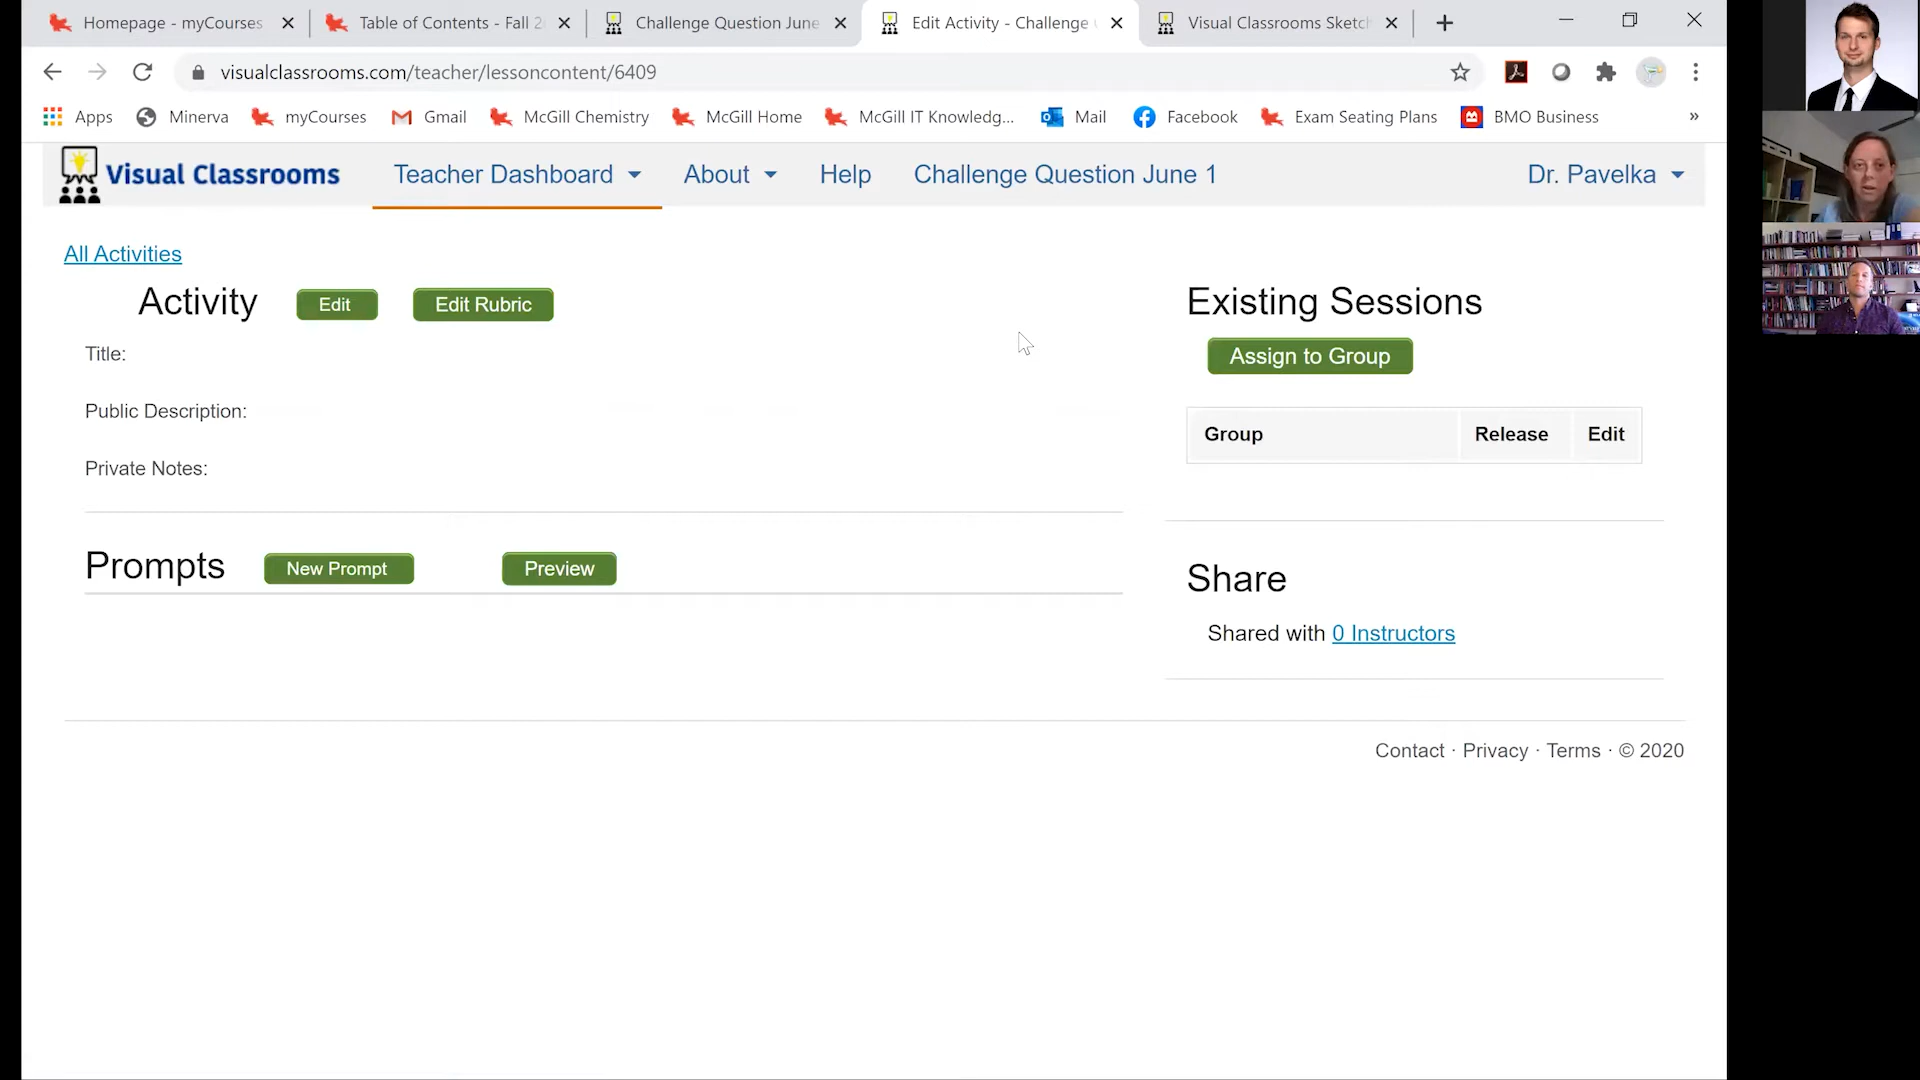 Homepage - myCourses
Table of Contents - Fall 2
Challenge Question June
Edit Activity - Challenge
Visual Classrooms Sketch
visualclassrooms.com/teacher/lessoncontent/6409
Apps
Minerva
myCourses
Gmail
McGill Chemistry
McGill Home
McGill IT Knowledg...
Mail
Facebook
Exam Seating Plans
BMO Business
»
Visual Classrooms
Teacher Dashboard
About
Help
Challenge Question June 1
Dr. Pavelka
All Activities
Activity
Edit
Edit Rubric
Title:
Public Description:
Private Notes:
Prompts
New Prompt
Preview
Existing Sessions
Assign to Group
Group Release Edit
Share
Shared with 0 Instructors
Contact · Privacy · Terms · © 2020